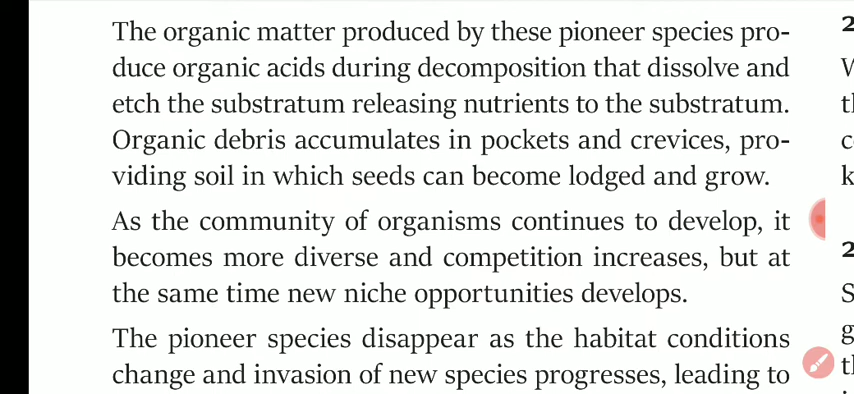 The organic matter produced by these pioneer species pro-
duce organic acids during decomposition that dissolve and
etch the substratum releasing nutrients to the substratum.
Organic debris accumulates in pockets and crevices, pro-
viding soil in which seeds can become lodged and grow.
As the community of organisms continues to develop, it
becomes more diverse and competition increases, but at
the same time new niche opportunities develops.
The pioneer species disappear as the habitat conditions
change and invasion of new species progresses, leading to
2
2